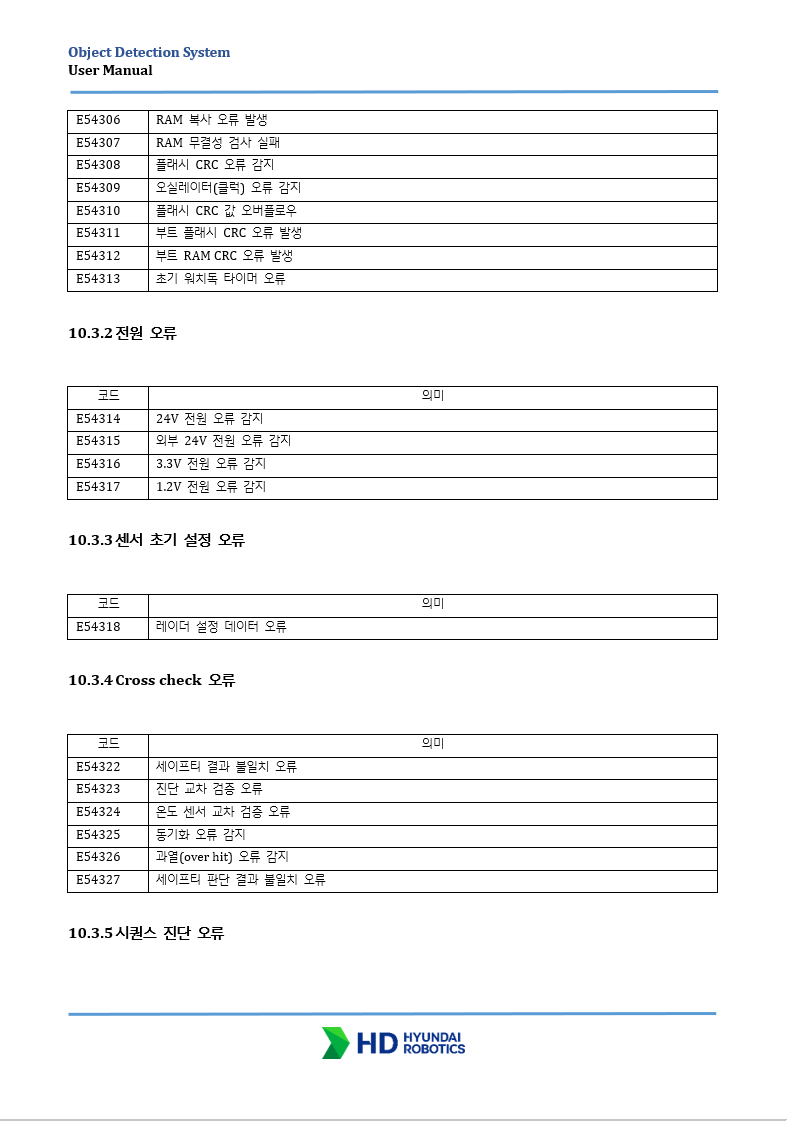 Object Detection System
User Manual
E54306 RAM 복사 오류 발생
E54307 RAM 무결성 검사 실패
E54308 플래시 CRC 오류 감지
E54309 오실레이터(클럭) 오류 감지
E54310 플래시 CRC 값 오버플로우
E54311 부트 플래시 CRC 오류 발생
E54312 부트 RAM CRC 오류 발생
E54313 초기 워치독 타이머 오류
10.3.2 전원 오류
코드 의미
E54314 24V 전원 오류 감지
E54315 외부 24V 전원 오류 감지
E54316 3.3V 전원 오류 감지
E54317 1.2V 전원 오류 감지
10.3.3 센서 초기 설정 오류
코드 의미
E54318 레이더 설정 데이터 오류
10.3.4 Cross check 오류
코드 의미
E54322 세이프티 결과 불일치 오류
E54323 진단 교차 검증 오류
E54324 온도 센서 교차 검증 오류
E54325 동기화 오류 감지
E54326 과열(over hit) 오류 감지
E54327 세이프티 판단 결과 불일치 오류
10.3.5 시퀀스 진단 오류
HD HYUNDAI
ROBOTICS